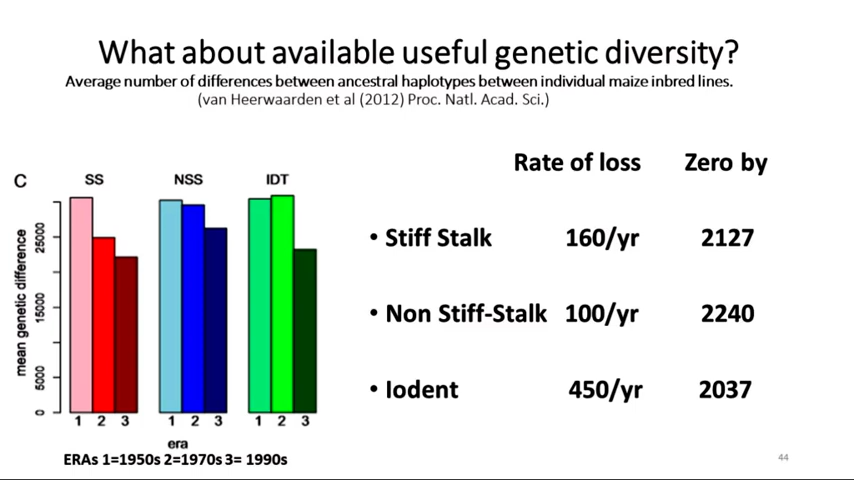 What about available useful genetic diversity?
Average number of differences between ancestral haplotypes between individual maize inbred lines.
(van Heerwaarden et al (2012) Proc. Natl. Acad. Sci.)
Rate of loss Zero by
C SS NSS IDT
mean genetic difference
25000
15000
5000
0
1 2 3 1 2 3 1 2 3
era
ERAs 1=1950s 2=1970s 3= 1990s
• Stiff Stalk 160/yr 2127
• Non Stiff-Stalk 100/yr 2240
• Iodent 450/yr 2037
44